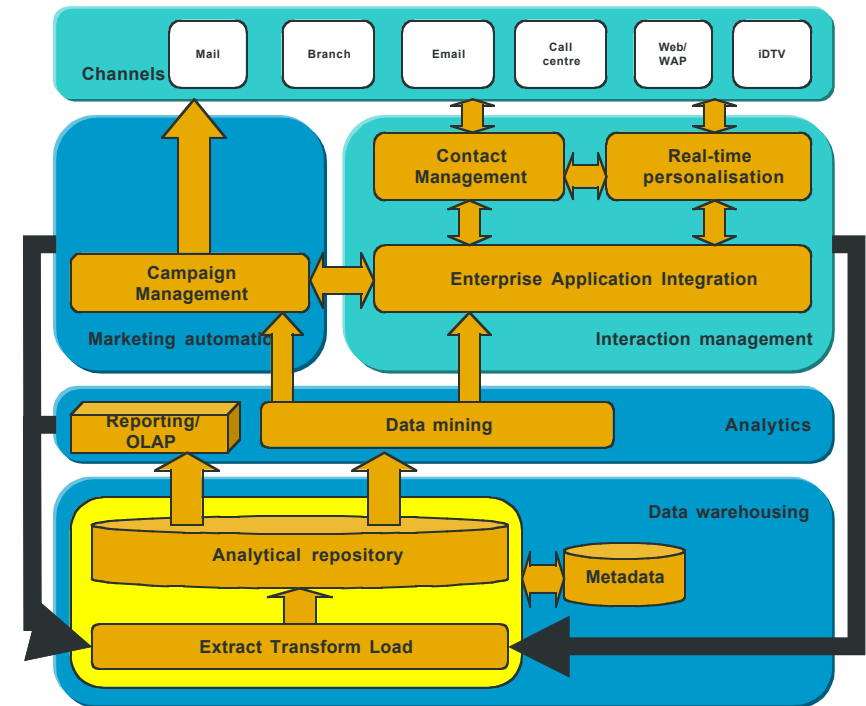 Mail
Branch
Email
Call
centre
Web/
WAP
iDTV
Channels
Contact
Management
Real-time
personalisation
Campaign
Management
Enterprise Application Integration
Marketing automatio
Interaction management
Reporting/
OLAP
Data mining
Analytics
Data warehousing
Analytical repository
Metadata
Extract Transform Load